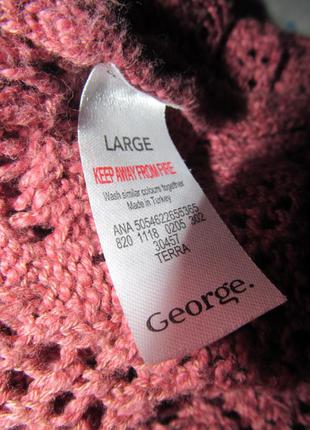 LARGE
KEEP AWAY FROM FIRE
Wash similar colours together
Made in Turkey
ANA 5054622655365
820 1118 0205 302
30457
TERRA
George.